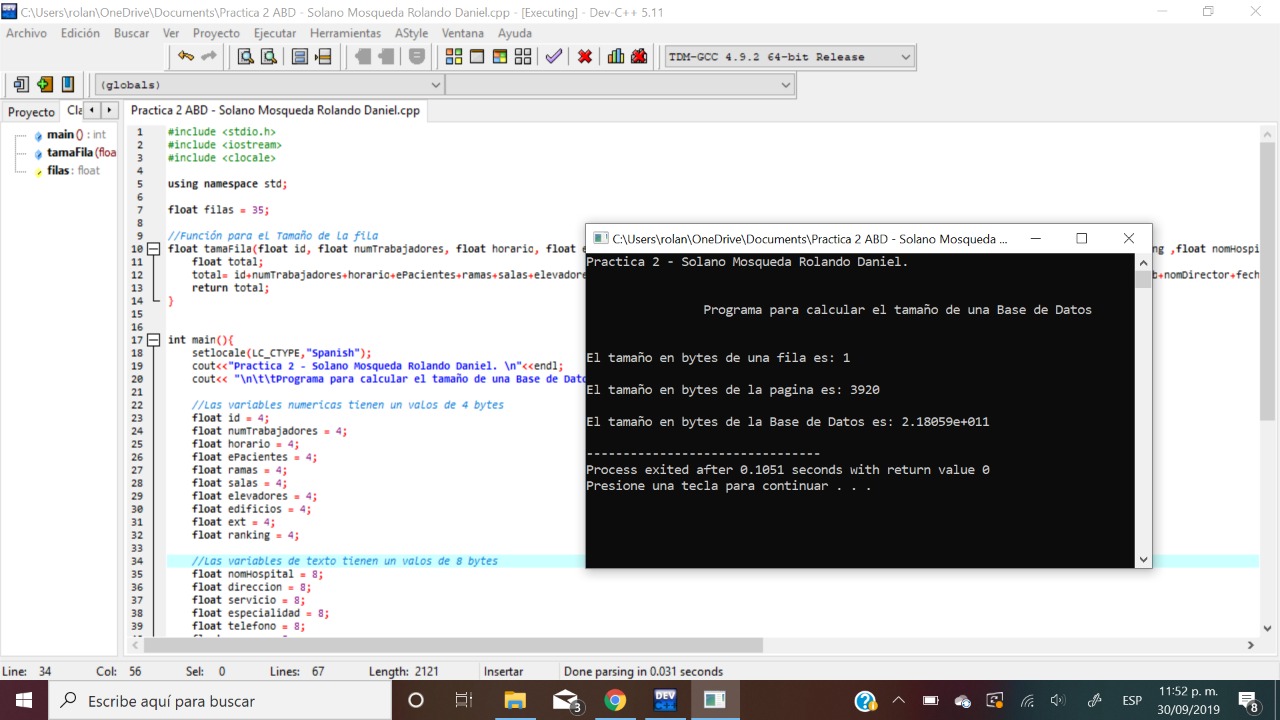 C:\Users\rolan\OneDrive\Documents\Practica 2 ABD - Solano Mosqueda Rolando Daniel.cpp - [Executing] - Dev-C++ 5.11
Archivo Edición Buscar Ver Proyecto Ejecutar Herramientas AStyle Ventana Ayuda
TDM-GCC 4.9.2 64-bit Release
(globals)
Proyecto Cla Practica 2 ABD - Solano Mosqueda Rolando Daniel.cpp
main () : int
tamaFila (floa
filas : float
1 #include <stdio.h>
2 #include <iostream>
3 #include <clocale>
4
5 using namespace std;
6
7 float filas = 35;
8
9 //Función para el Tamaño de la fila
10 float tamaFila(float id, float numTrabajadores, float horario, float e ng ,float nomHospi
11 float total;
12 total= id+numTrabajadores+horario+ePacientes+ramas+salas+elevadore +nomDirector+fech
13 return total;
14 }
15
16
17 int main(){
18 setlocale(LC_CTYPE,"Spanish");
19 cout<<"Practica 2 - Solano Mosqueda Rolando Daniel. \n"<<endl;
20 cout<< "\n\t\tPrograma para calcular el tamaño de una Base de Dato
21
22 //Las variables numericas tienen un valos de 4 bytes
23 float id = 4;
24 float numTrabajadores = 4;
25 float horario = 4;
26 float ePacientes = 4;
27 float ramas = 4;
28 float salas = 4;
29 float elevadores = 4;
30 float edificios = 4;
31 float ext = 4;
32 float ranking = 4;
33
34 //Las variables de texto tienen un valos de 8 bytes
35 float nomHospital = 8;
36 float direccion = 8;
37 float servicio = 8;
38 float especialidad = 8;
39 float telefono = 8;
C:\Users\rolan\OneDrive\Documents\Practica 2 ABD - Solano Mosqueda ...
Practica 2 - Solano Mosqueda Rolando Daniel.
Programa para calcular el tamaño de una Base de Datos
El tamaño en bytes de una fila es: 1
El tamaño en bytes de la pagina es: 3920
El tamaño en bytes de la Base de Datos es: 2.18059e+011
-------------------------------
Process exited after 0.1051 seconds with return value 0
Presione una tecla para continuar . . .
Line: 34 Col: 56 Sel: 0 Lines: 67 Length: 2121 Insertar Done parsing in 0.031 seconds
Escribe aquí para buscar
3
DEV
ESP
11:52 p. m.
30/09/2019
8